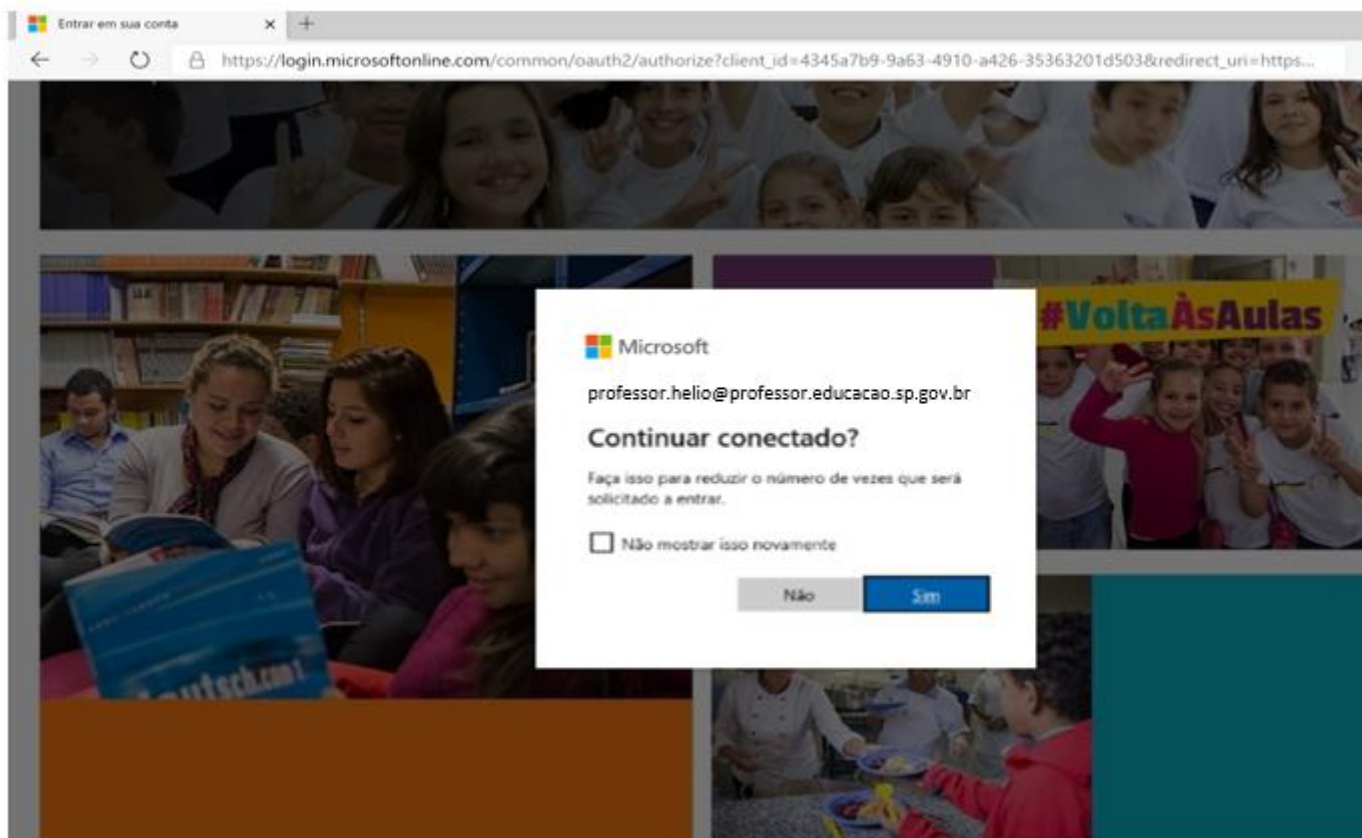 Entrar em sua conta
https://login.microsoftonline.com/common/oauth2/authorize?client_id=4345a7b9-9a63-4910-a426-35363201d503&redirect_uri=https...
#VoltaÀsAulas
Microsoft
professor.helio@professor.educacao.sp.gov.br
Continuar conectado?
Faça isso para reduzir o número de vezes que será
solicitado a entrar.
Não mostrar isso novamente
Não
Sim